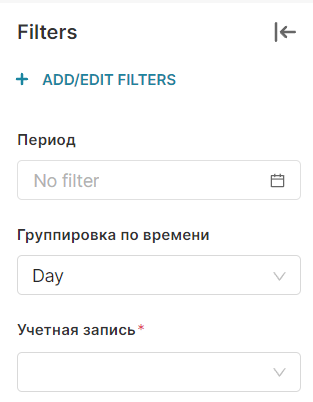 Filters
+ ADD/EDIT FILTERS
Период
No filter
Группировка по времени
Day
Учетная запись*